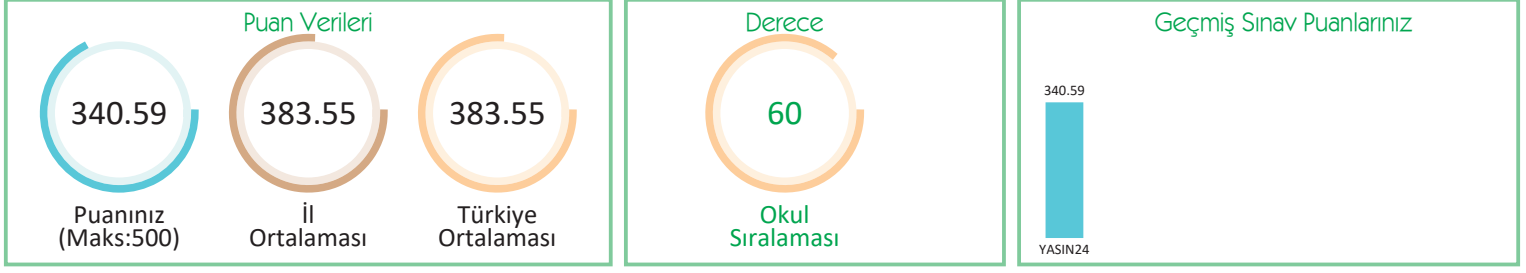 Puan Verileri
340.59
383.55
383.55
Puanınız
(Maks:500)
İl
Ortalaması
Türkiye
Ortalaması
Derece
60
Okul
Sıralaması
Geçmiş Sınav Puanlarınız
340.59
YASIN24